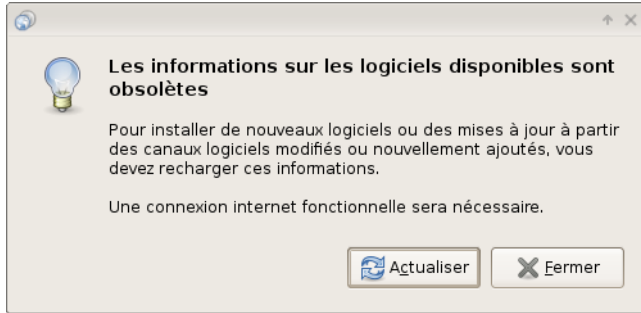 Les informations sur les logiciels disponibles sont
obsolètes
Pour installer de nouveaux logiciels ou des mises à jour à partir
des canaux logiciels modifiés ou nouvellement ajoutés, vous
devez recharger ces informations.
Une connexion internet fonctionnelle sera nécessaire.
Actualiser
Fermer